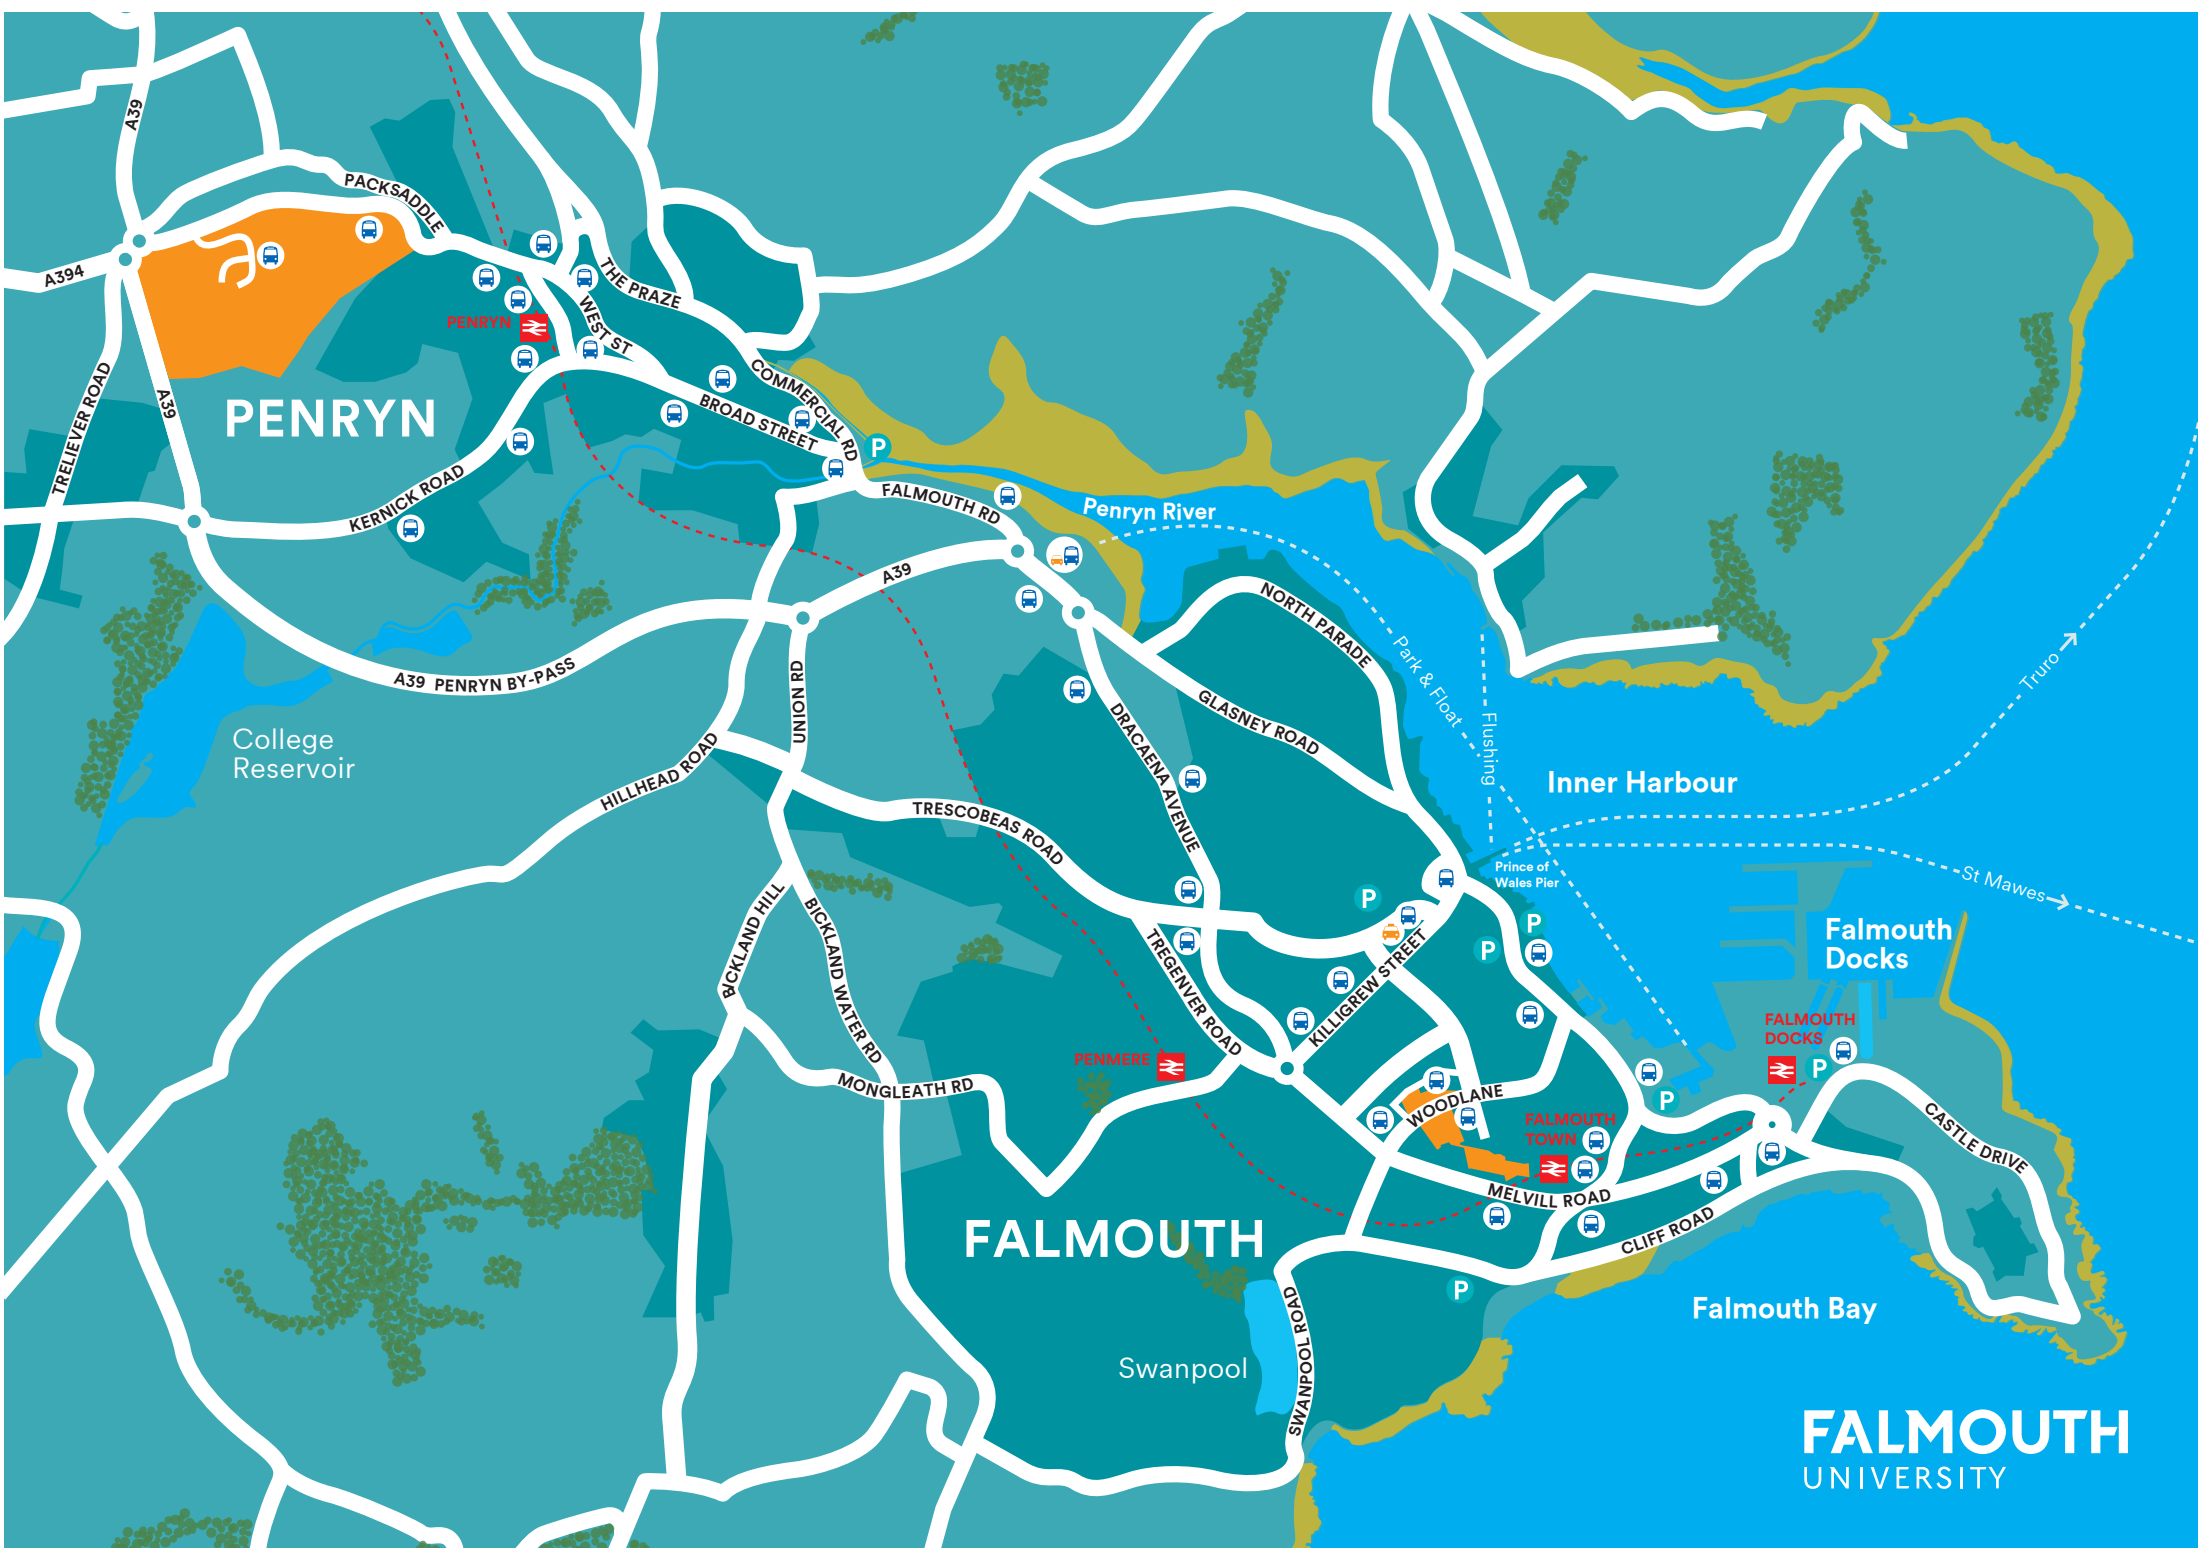 A39
PACKSADDLE
A394
THE PRAZE
PENRYN
WEST ST
TRELIEVER ROAD
A39
PENRYN
COMMERCIAL RD
BROAD STREET
KERNICK ROAD
FALMOUTH RD
Penryn River
A39
NORTH PARADE
Park & Float
Flushing
Truro
A39 PENRYN BY-PASS
UNION RD
College
Reservoir
HILLHEAD ROAD
DRACAENA AVENUE
GLASNEY ROAD
Inner Harbour
TRESCOBEAS ROAD
Prince of
Wales Pier
St Mawes
P
P
P
P
BICKLAND HILL
BICKLAND WATER RD
TREGENVER ROAD
KILLIGREW STREET
Falmouth
Docks
FALMOUTH
DOCKS
P
PENMERE
MONGLEATH RD
WOODLANE
P
FALMOUTH
TOWN
CASTLE DRIVE
MELVILL ROAD
CLIFF ROAD
FALMOUTH
P
Falmouth Bay
Swanpool
SWANPOOL ROAD
FALMOUTH
UNIVERSITY